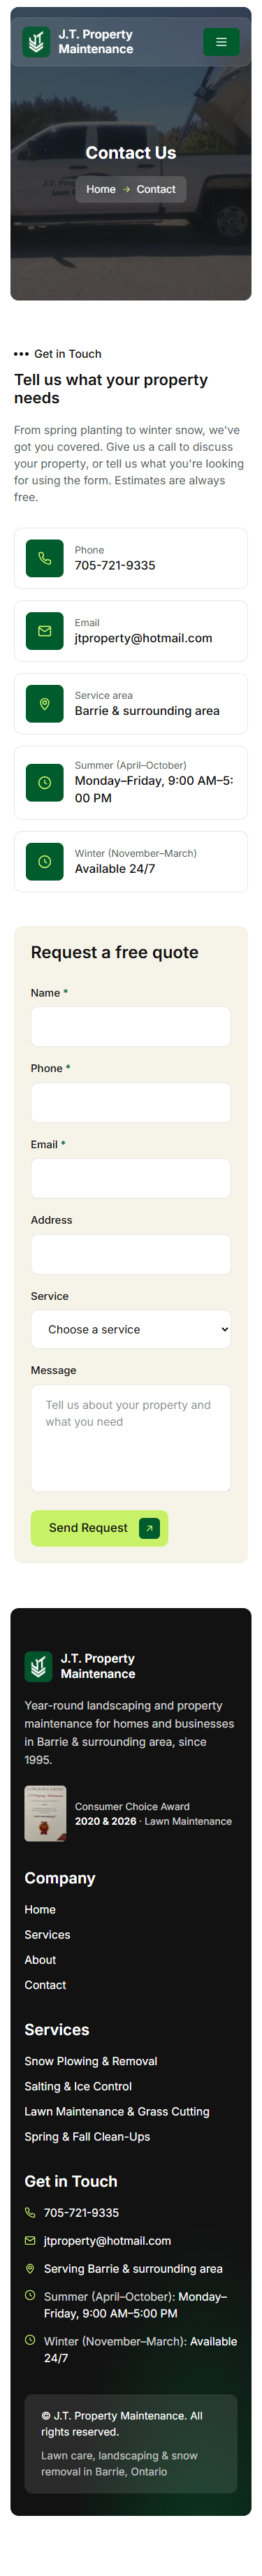 J.T. Property
Maintenance
Contact Us
Home → Contact
Get in Touch
Tell us what your property
needs
From spring planting to winter snow, we've
got you covered. Give us a call to discuss
your property, or tell us what you're looking
for using the form. Estimates are always
free.
Phone
705-721-9335
Email
jtproperty@hotmail.com
Service area
Barrie & surrounding area
Summer (April–October)
Monday–Friday, 9:00 AM–5:
00 PM
Winter (November–March)
Available 24/7
Request a free quote
Name *
Phone *
Email *
Address
Service
Choose a service
Message
Tell us about your property and
what you need
Send Request
J.T. Property
Maintenance
Year-round landscaping and property
maintenance for homes and businesses
in Barrie & surrounding area, since
1995.
Consumer Choice Award
2020 & 2026 · Lawn Maintenance
Company
Home
Services
About
Contact
Services
Snow Plowing & Removal
Salting & Ice Control
Lawn Maintenance & Grass Cutting
Spring & Fall Clean-Ups
Get in Touch
705-721-9335
jtproperty@hotmail.com
Serving Barrie & surrounding area
Summer (April–October): Monday–
Friday, 9:00 AM–5:00 PM
Winter (November–March): Available
24/7
© J.T. Property Maintenance. All
rights reserved.
Lawn care, landscaping & snow
removal in Barrie, Ontario